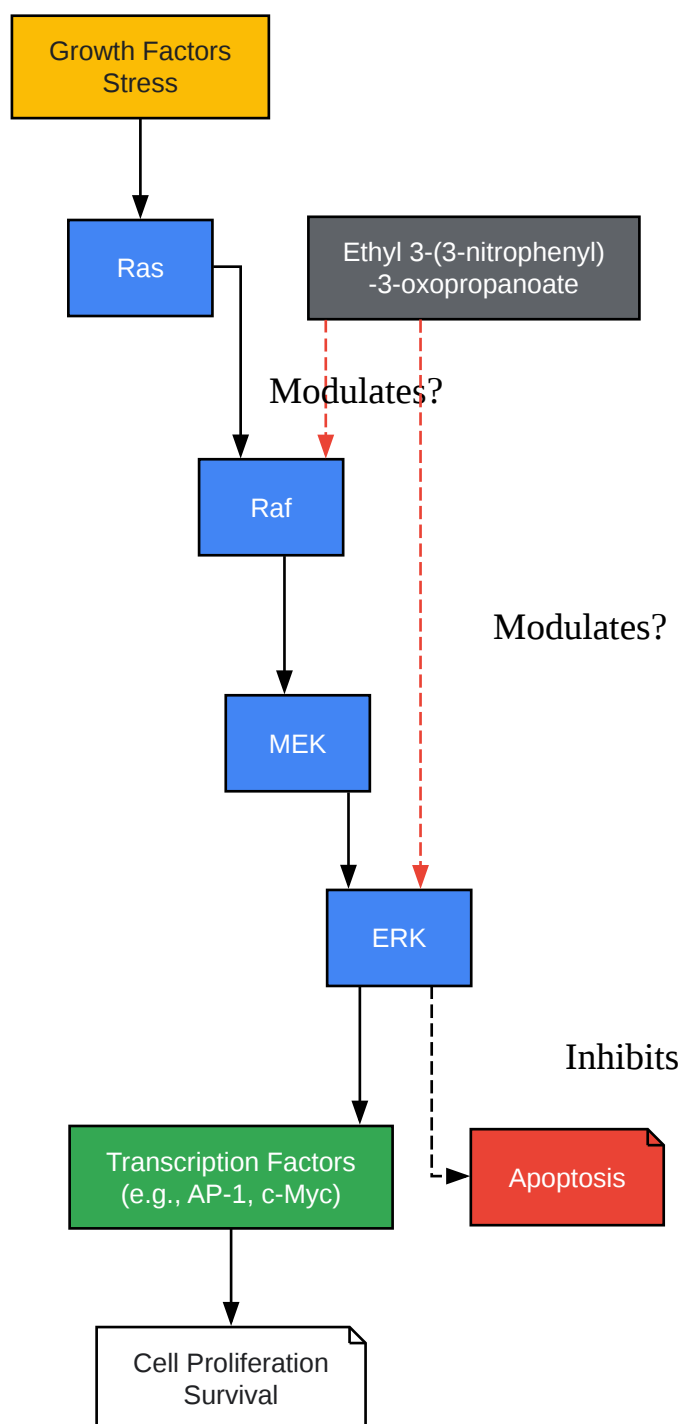 Growth Factors
Stress
Ras
Ethyl 3-(3-nitrophenyl)
-3-oxopropanoate
Modulates?
Raf
Modulates?
MEK
ERK
Inhibits
Transcription Factors
(e.g., AP-1, c-Myc)
Apoptosis
Cell Proliferation
Survival